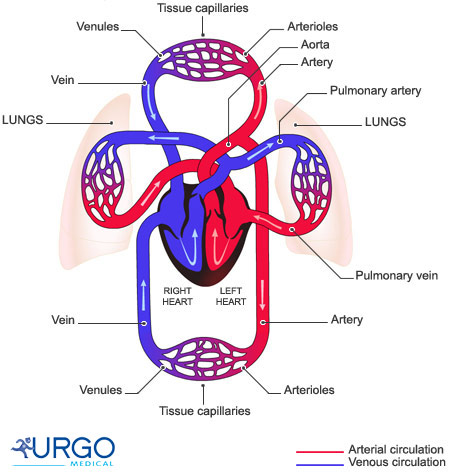 Tissue capillaries
Venules
Arterioles
Aorta
Vein
Artery
Pulmonary artery
LUNGS
LUNGS
Pulmonary vein
RIGHT
HEART
LEFT
HEART
Vein
Artery
Venules
Arterioles
Tissue capillaries
URGO
MEDICAL
Arterial circulation
Venous circulation